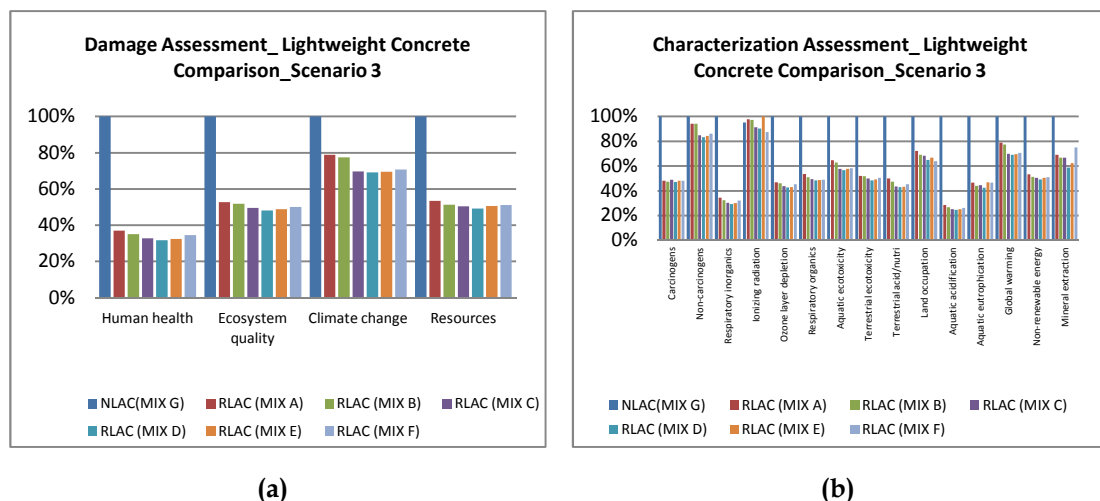 Damage Assessment_ Lightweight Concrete
Comparison_Scenario 3
100%
80%
60%
40%
20%
0%
Human health
Ecosystem
quality
Climate change
Resources
NLAC(MIX G)
RLAC (MIX A)
RLAC (MIX B)
RLAC (MIX C)
RLAC (MIX D)
RLAC (MIX E)
RLAC (MIX F)
(a)
Characterization Assessment_ Lightweight
Concrete Comparison_Scenario 3
100%
80%
60%
40%
20%
0%
Carcinogens
Non-carcinogens
Respiratory inorganics
Ionizing radiation
Ozone layer depletion
Respiratory organics
Aquatic ecotoxicity
Terrestrial ecotoxicity
Terrestrial acid/nutri
Land occupation
Aquatic acidification
Aquatic eutrophication
Global warming
Non-renewable energy
Mineral extraction
NLAC(MIX G)
RLAC (MIX A)
RLAC (MIX B)
RLAC (MIX C)
RLAC (MIX D)
RLAC (MIX E)
RLAC (MIX F)
(b)